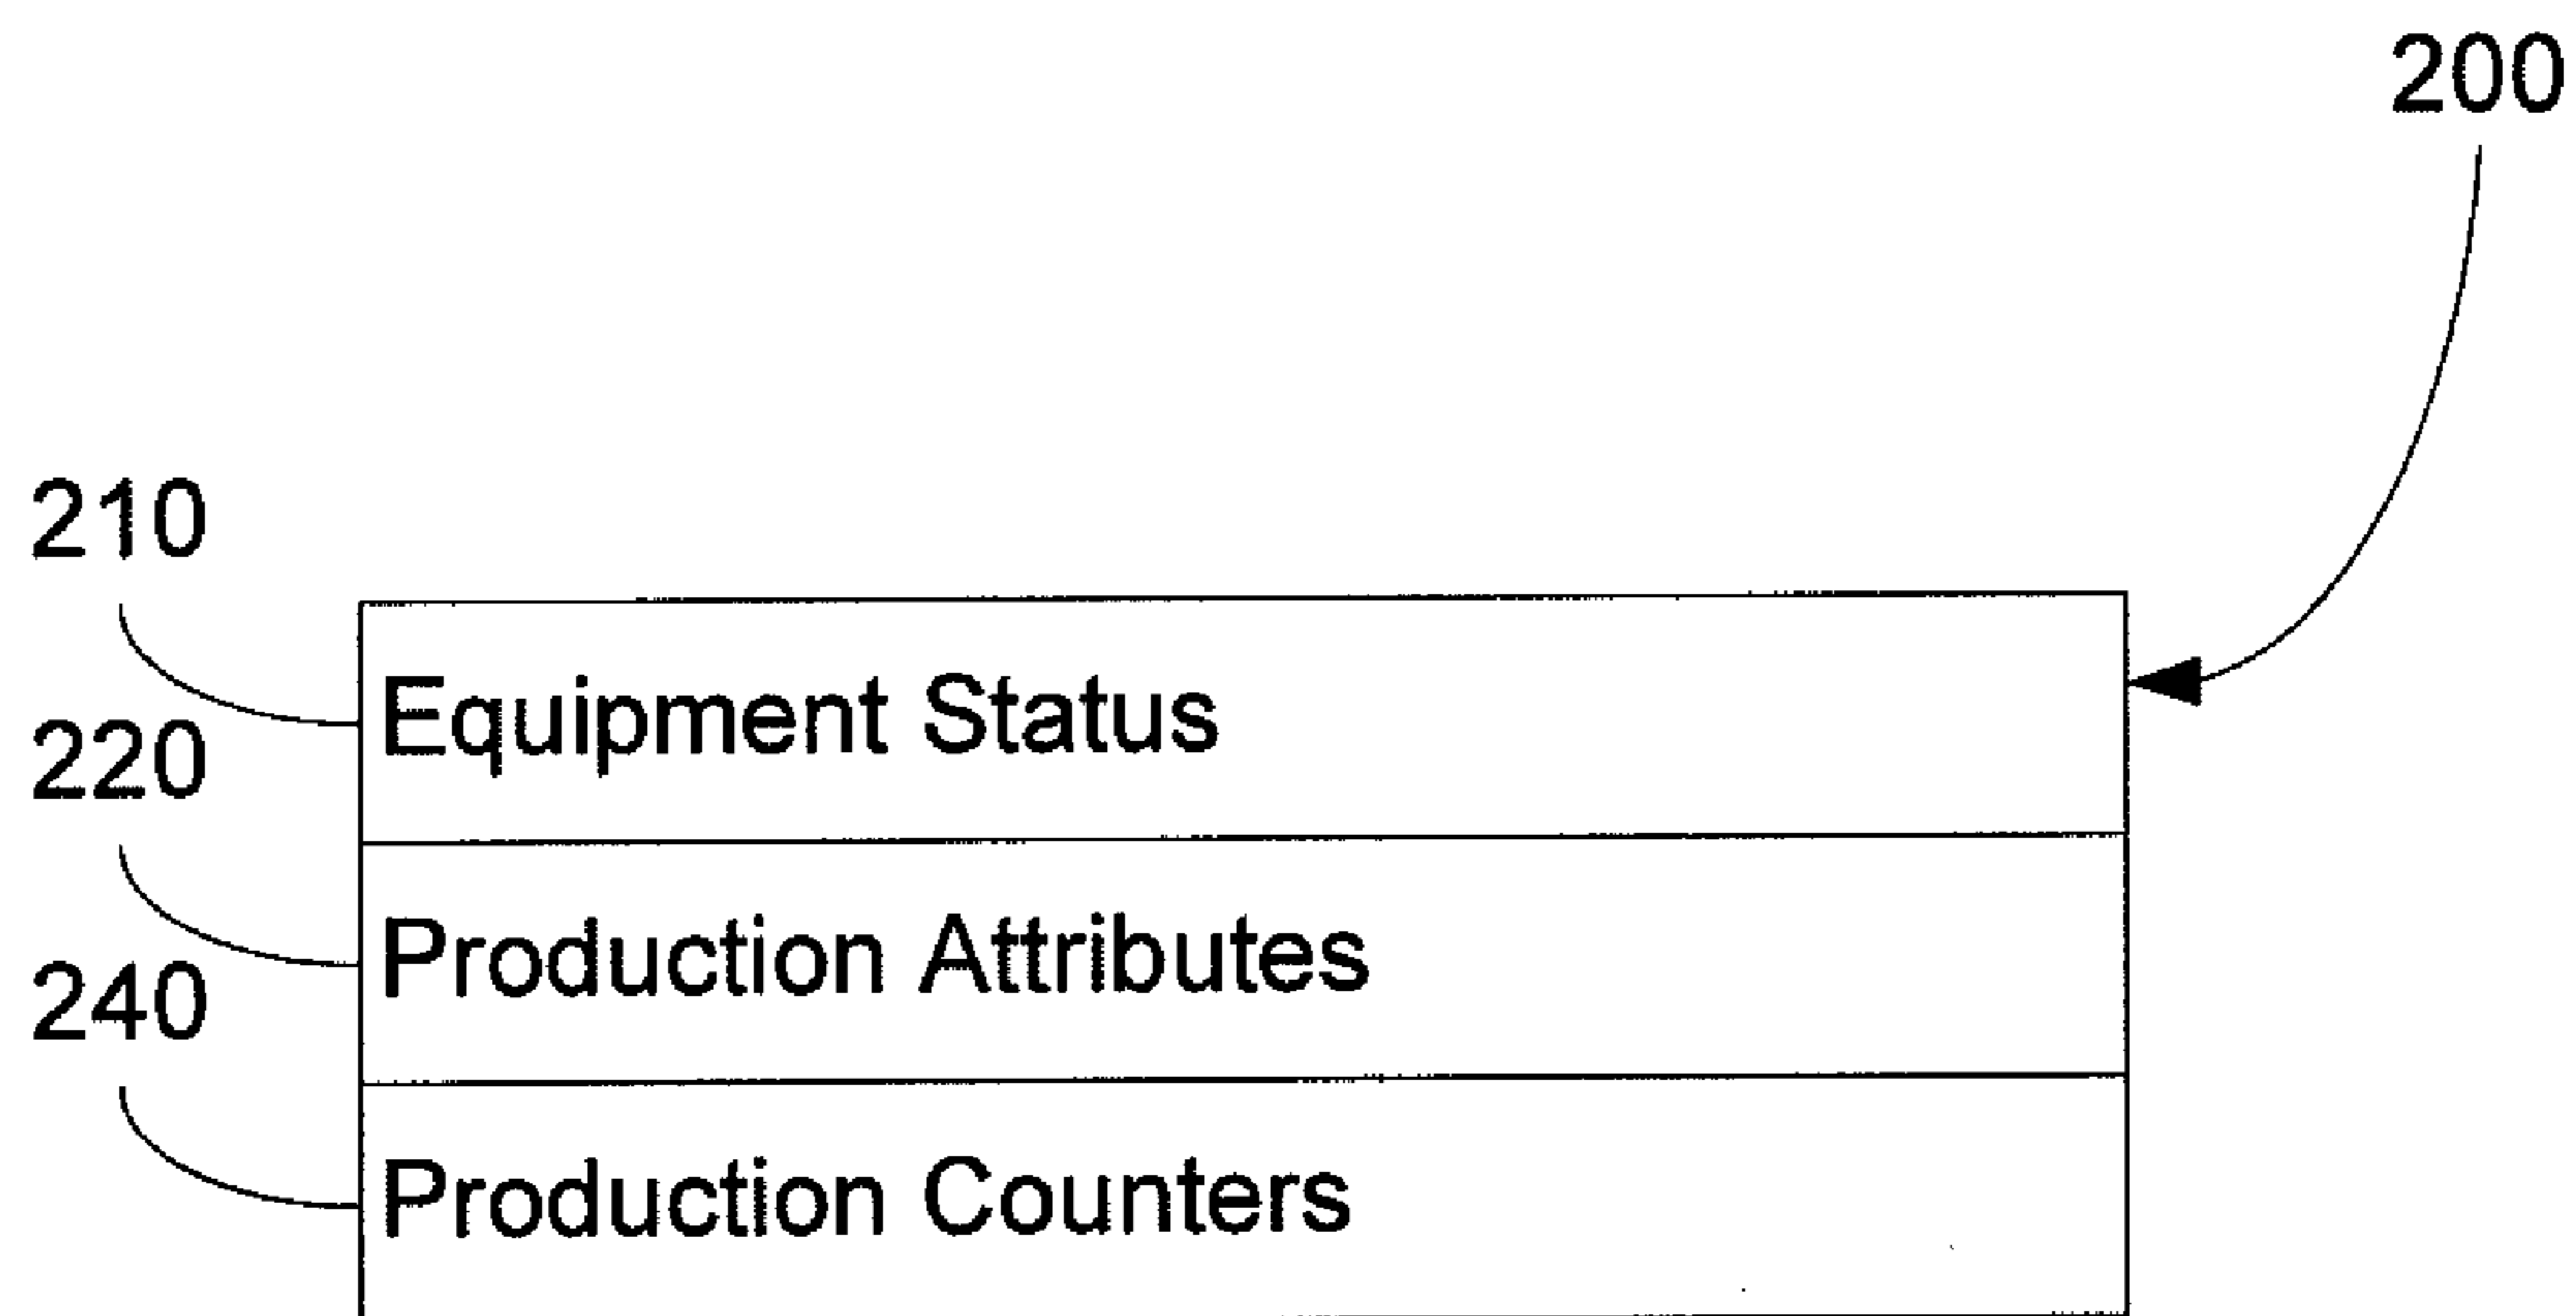 200
210
Equipment Status
220
Production Attributes
240
Production Counters